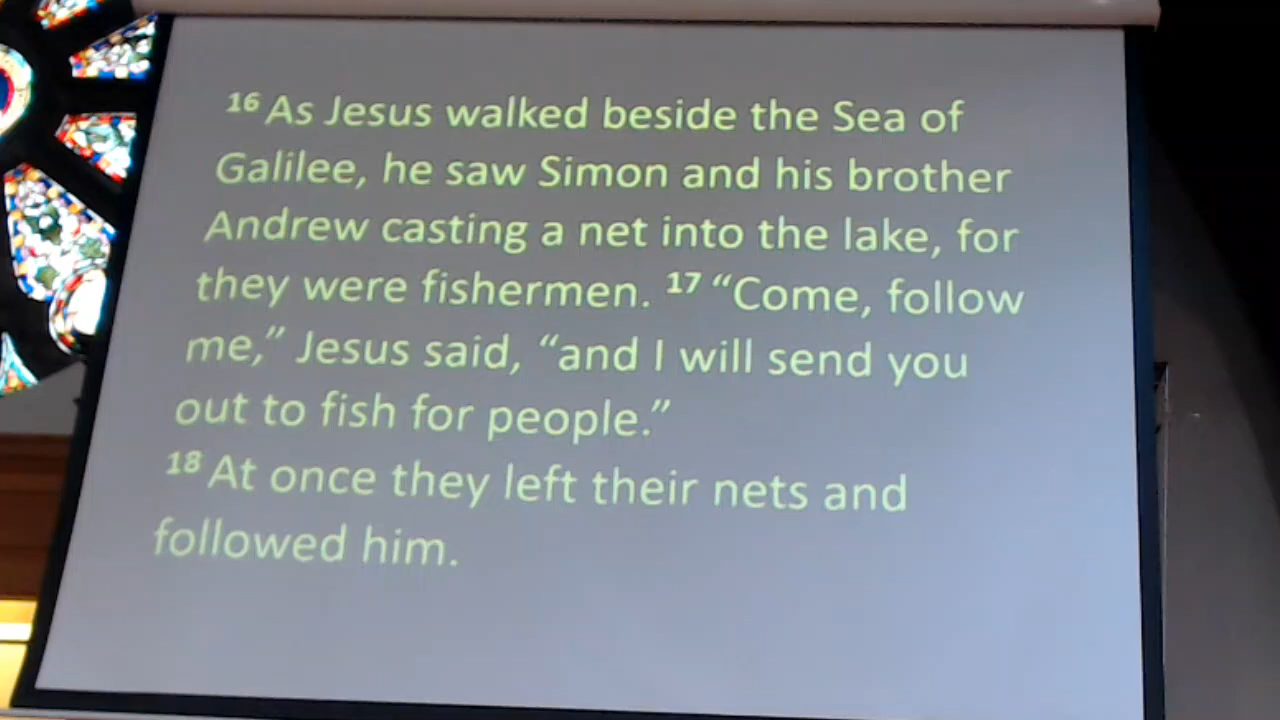 16 As Jesus walked beside the Sea of
Galilee, he saw Simon and his brother
Andrew casting a net into the lake, for
they were fishermen. 17 “Come, follow
me,” Jesus said, “and I will send you
out to fish for people.”
18 At once they left their nets and
followed him.